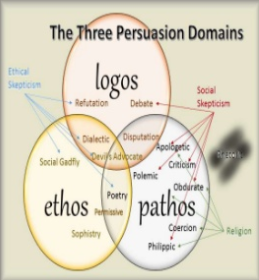 The Three Persuasion Domains
Ethical
Skepticism
logos
Social
Skepticism
Refutation
Debate
Dialectic
Disputation
Apologetic
Social Gadfly
Devil's Advocate
Criticism
Polemic
Obdurate
ethos
Poetry
pathos
Permissive
Sophistry
Coercion
Religion
Philippic